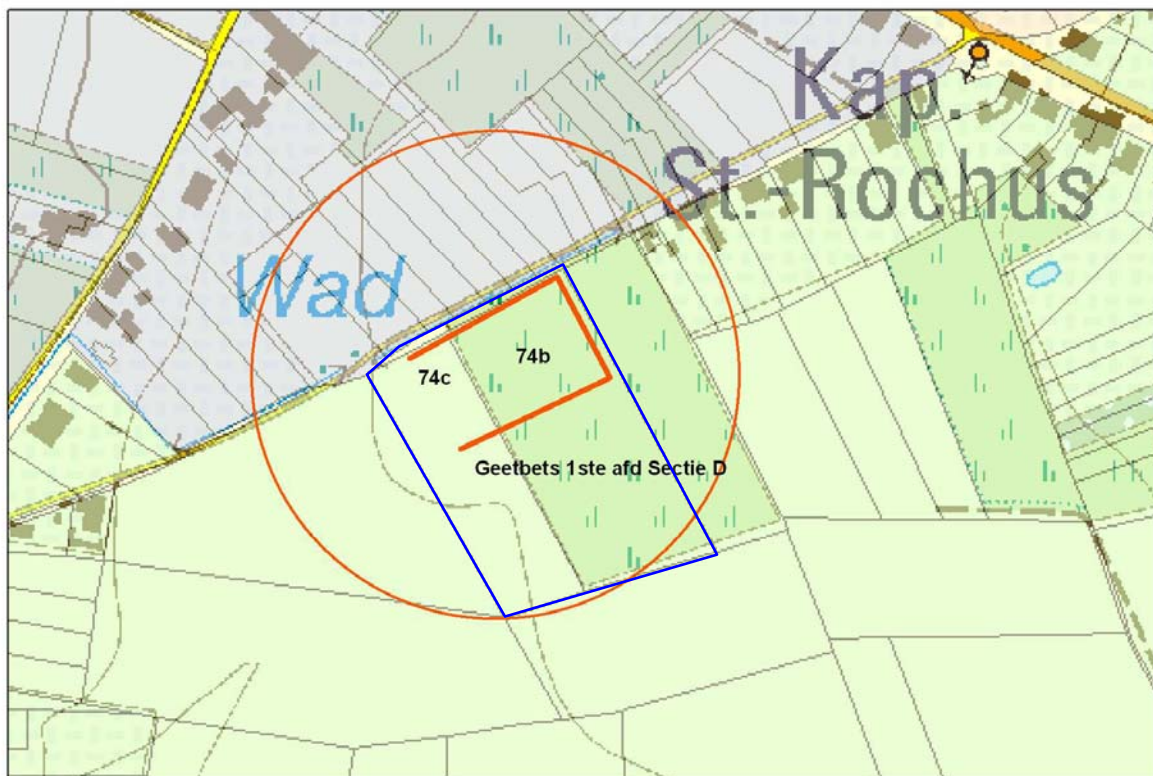 Kap.
St.-Rochus
Wad
74b
74c
Geetbets 1ste afd Sectie D